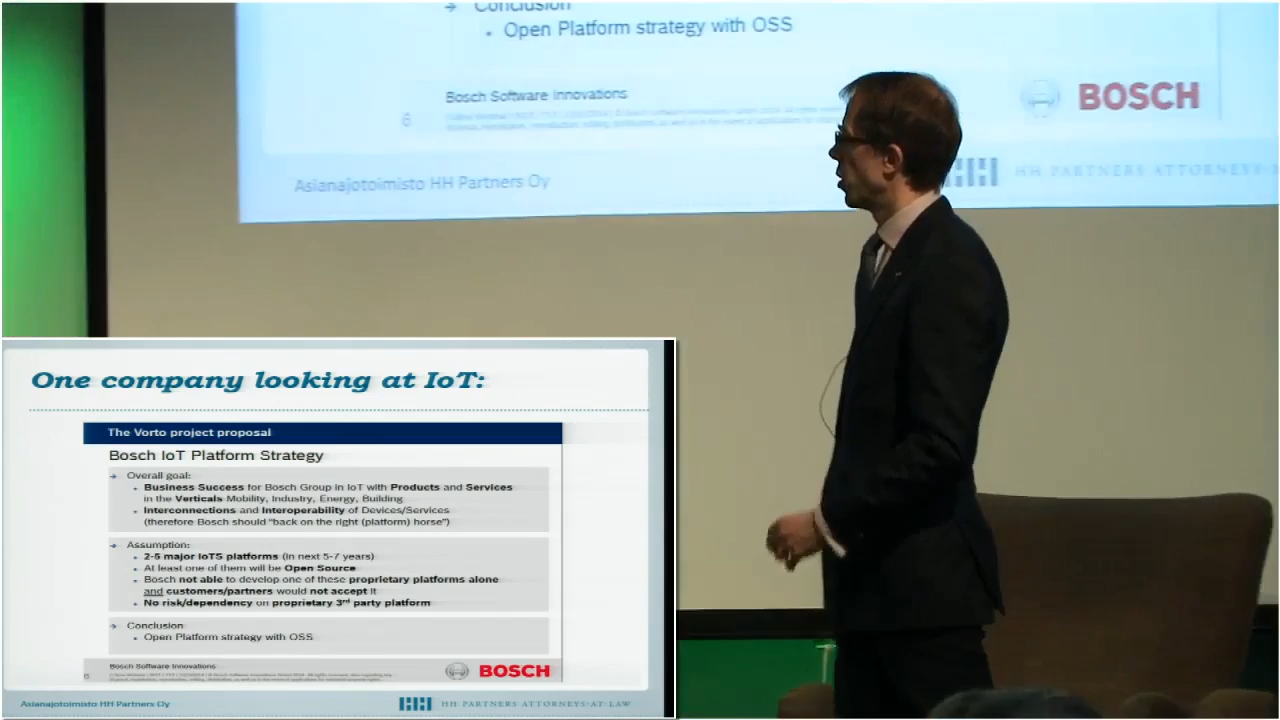 Conclusion
Open Platform strategy with OSS
Bosch Software Innovations
6
BOSCH
Asianajotoimisto HH Partners Oy
HH PARTNERS ATTORNEYS-
One company looking at IoT:
The Vorto project proposal
Bosch IoT Platform Strategy
Overall goal:
Business Success for Bosch Group in IoT with Products and Services
in the Verticals Mobility, Industry, Energy, Building
Interconnections and Interoperability of Devices/Services
(therefore Bosch should "back on the right (platform) horse")
Assumption:
2-5 major IoTS platforms (in next 5-7 years)
At least one of them will be Open Source
Bosch not able to develop one of these proprietary platforms alone
and customers/partners would not accept it
No risk/dependency on proprietary 3rd party platform
Conclusion
Open Platform strategy with OSS
Bosch Software Innovations
6
BOSCH
Asianajotoimisto HH Partners Oy
HH PARTNERS ATTORNEYS-AT-LAW